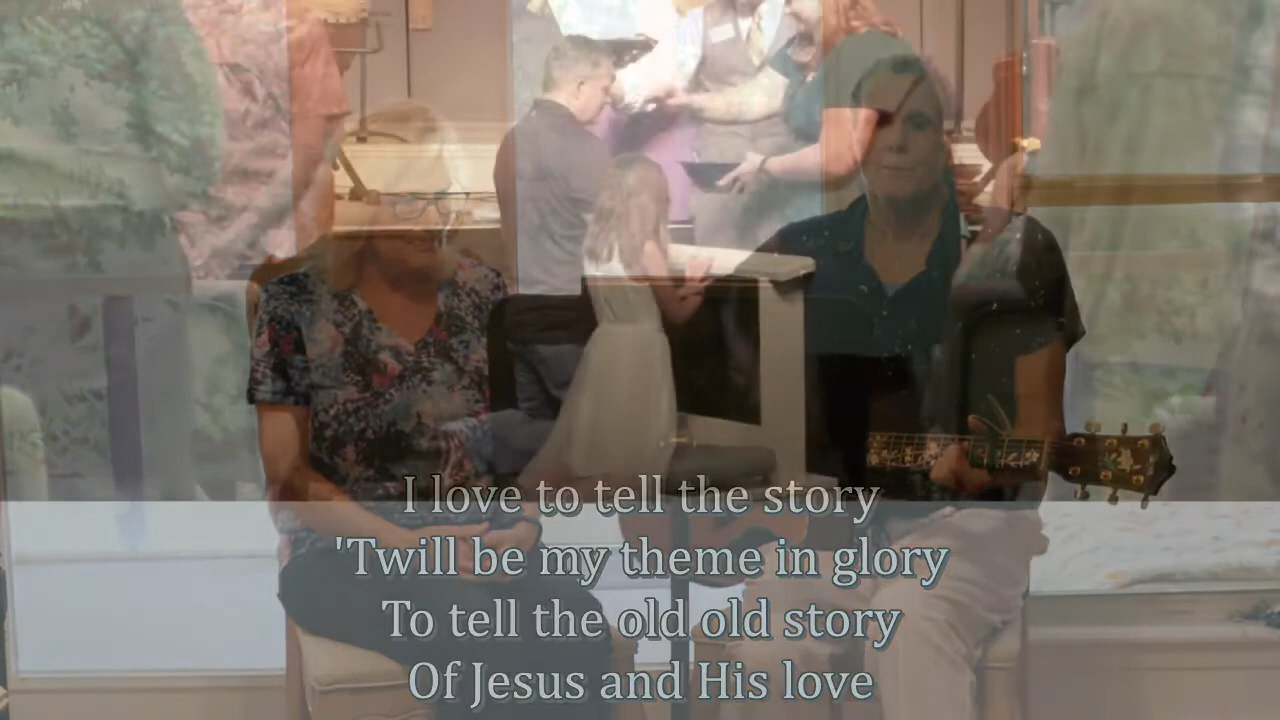 I love to tell the story
'Twill be my theme in glory
To tell the old old story
Of Jesus and His love